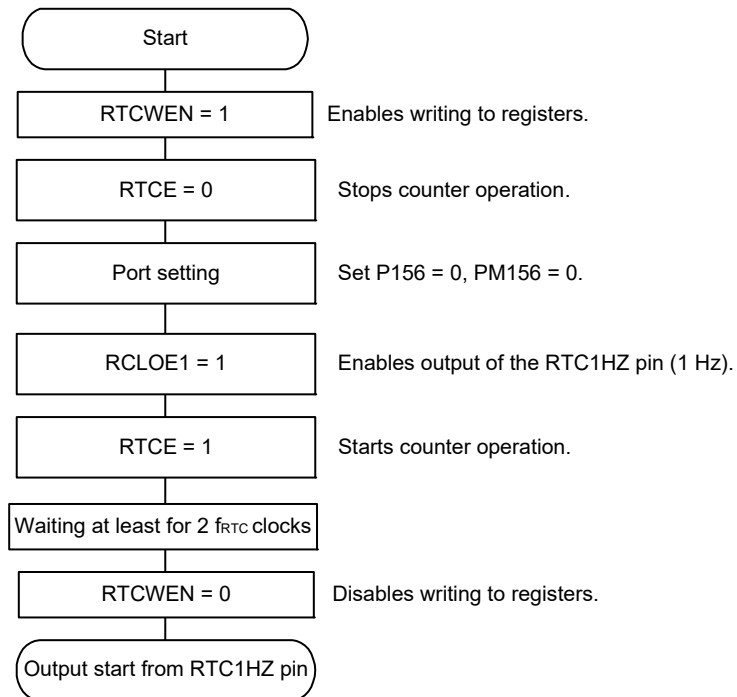 Start
RTCWEN = 1 Enables writing to registers.
RTCE = 0 Stops counter operation.
Port setting Set P156 = 0, PM156 = 0.
RCLOE1 = 1 Enables output of the RTC1HZ pin (1 Hz).
RTCE = 1 Starts counter operation.
Waiting at least for 2 fRTC clocks
RTCWEN = 0 Disables writing to registers.
Output start from RTC1HZ pin